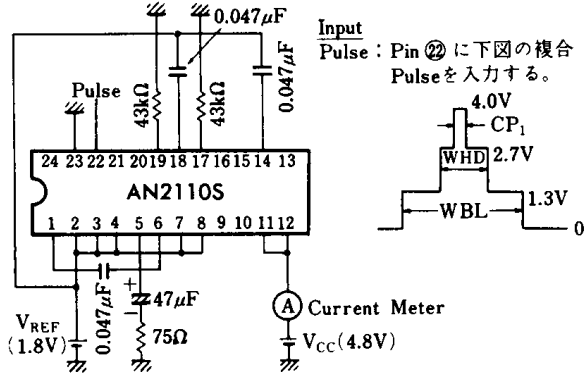 0.047μF
43kΩ
43kΩ
0.047μF
Pulse
Input
Pulse : Pin ㉒ に下図の複合
Pulseを入力する。
4.0V
CP₁
WHD
2.7V
WBL
1.3V
0
24 23 22 21 20 19 18 17 16 15 14 13
AN2110S
1 2 3 4 5 6 7 8 9 10 11 12
0.047μF
+
−
47μF
75Ω
V_REF
(1.8V)
A
Current Meter
V_CC(4.8V)